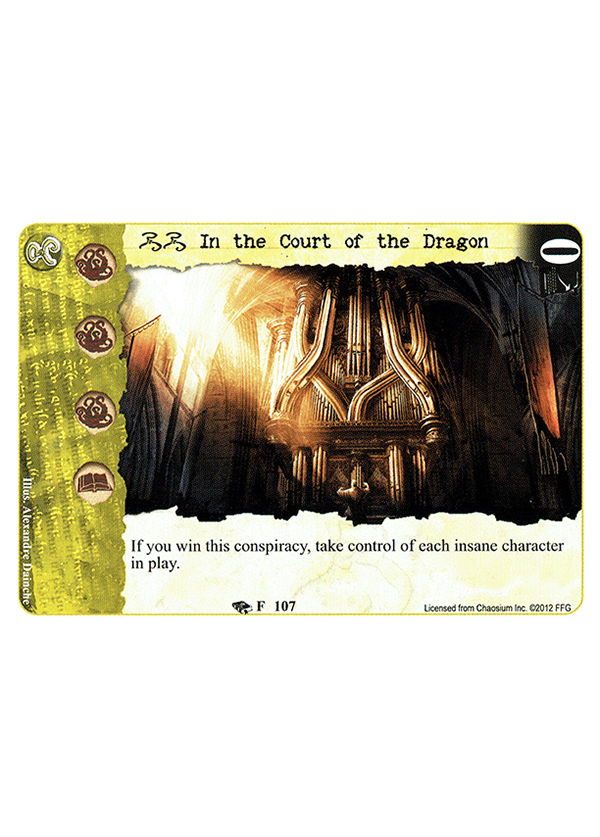 In the Court of the Dragon
0
If you win this conspiracy, take control of each insane character
in play.
Illus. Alexandre Dainche
F 107
Licensed from Chaosium Inc. ©2012 FFG